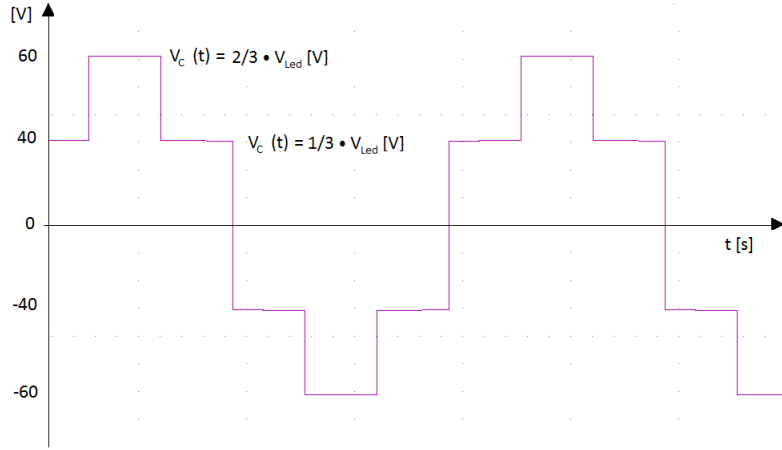 [V]
60
V_C (t) = 2/3 • V_Led [V]
40
V_C (t) = 1/3 • V_Led [V]
0
t [s]
-40
-60